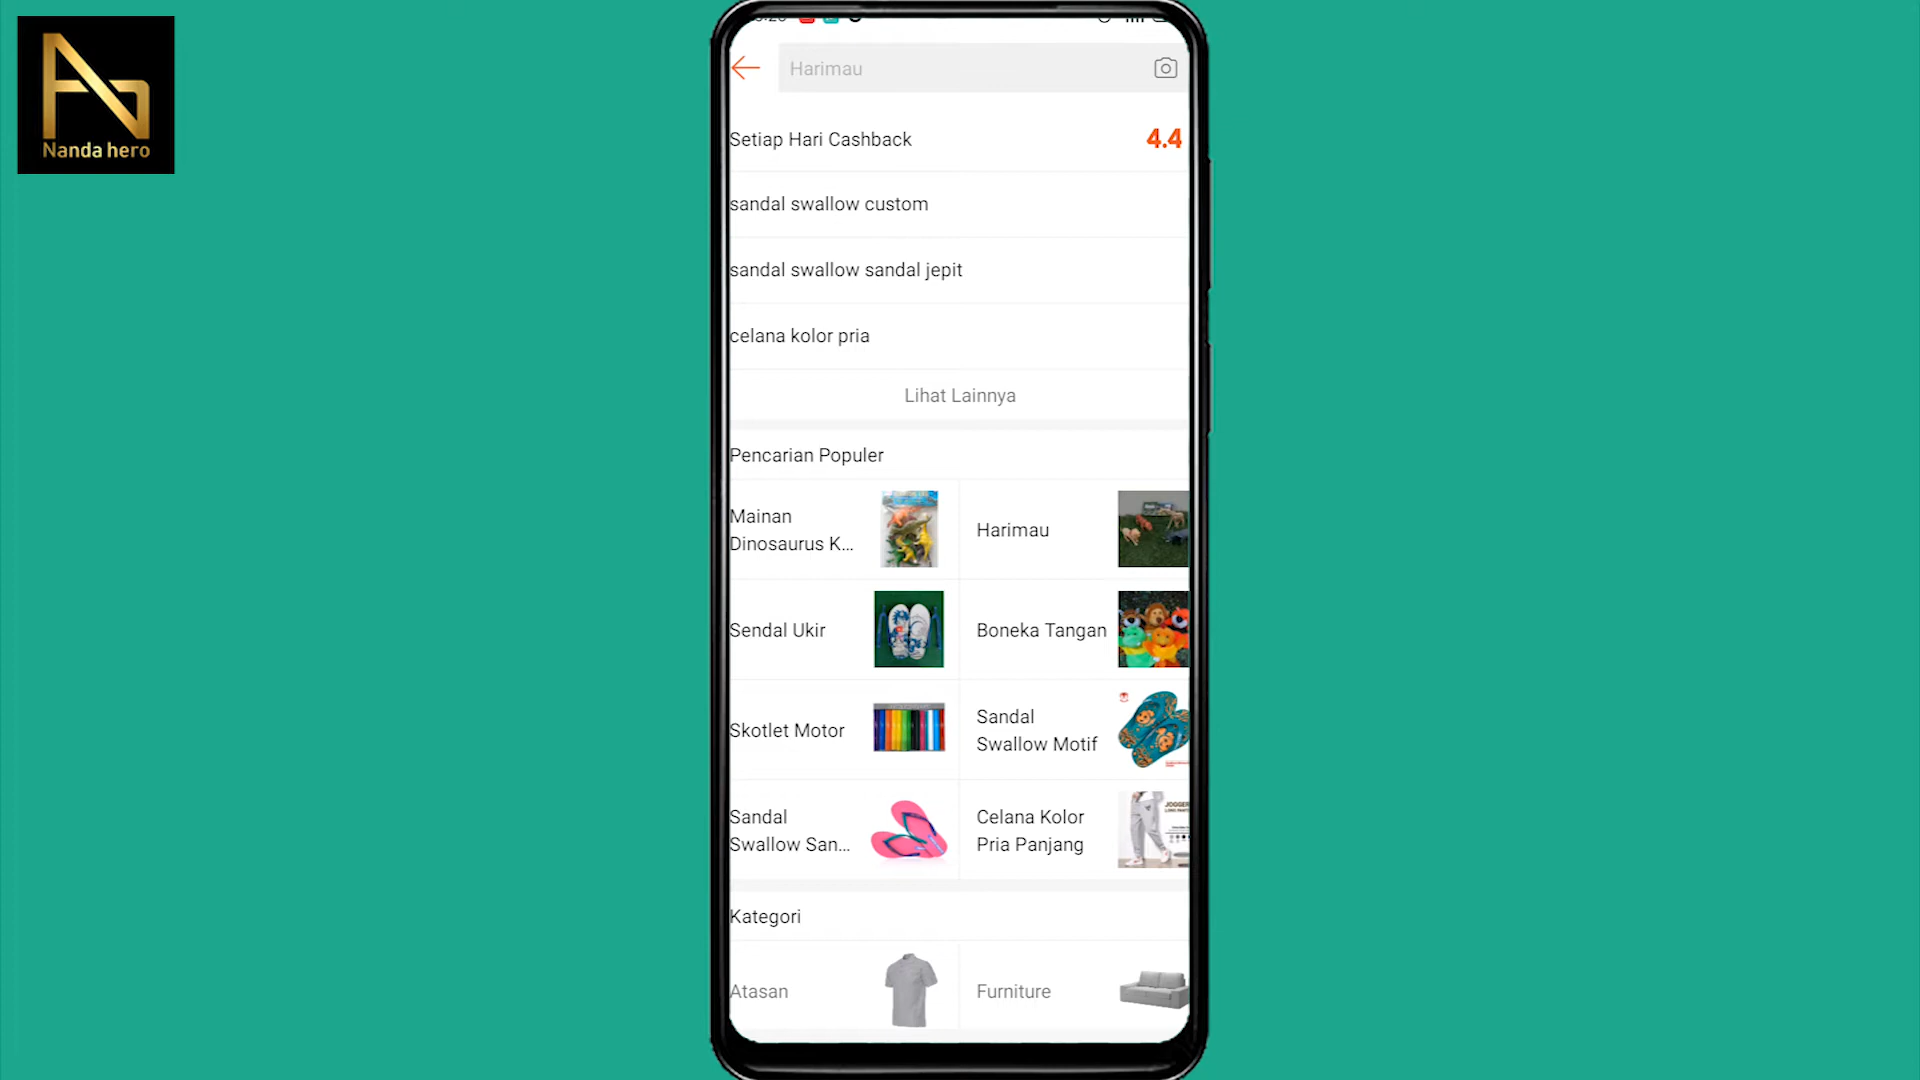 Nanda hero
Harimau
Setiap Hari Cashback
4.4
sandal swallow custom
sandal swallow sandal jepit
celana kolor pria
Lihat Lainnya
Pencarian Populer
Mainan
Dinosaurus K...
Harimau
Sendal Ukir
Boneka Tangan
Skotlet Motor
Sandal
Swallow Motif
Sandal
Swallow San...
Celana Kolor
Pria Panjang
JOGGER
Kategori
Atasan
Furniture